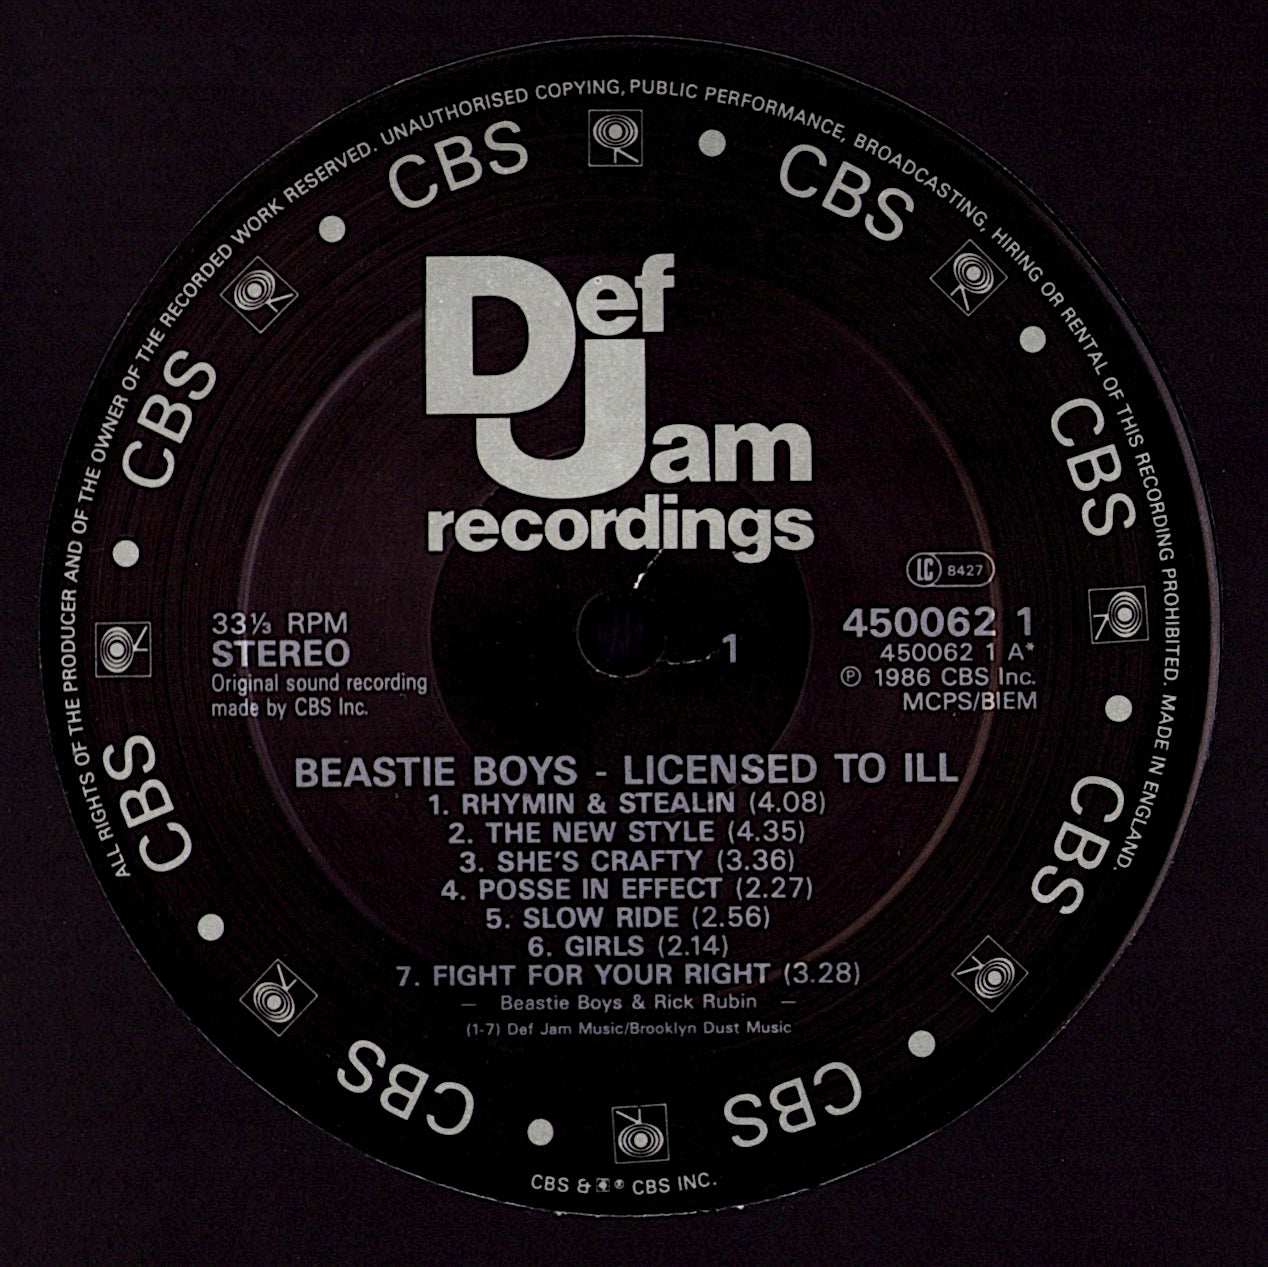 ALL RIGHTS OF THE PRODUCER AND OF THE OWNER OF THE RECORDED WORK RESERVED. UNAUTHORISED COPYING, PUBLIC PERFORMANCE, BROADCASTING, HIRING OR RENTAL OF THIS RECORDING PROHIBITED. MADE IN ENGLAND.
CBS
CBS
CBS
CBS
CBS
CBS
CBS
CBS
Def
Jam
recordings
LC 8427
33⅓ RPM
STEREO
Original sound recording
made by CBS Inc.
1
450062 1
450062 1 A*
℗ 1986 CBS Inc.
MCPS/BIEM
BEASTIE BOYS - LICENSED TO ILL
1. RHYMIN & STEALIN (4.08)
2. THE NEW STYLE (4.35)
3. SHE'S CRAFTY (3.36)
4. POSSE IN EFFECT (2.27)
5. SLOW RIDE (2.56)
6. GIRLS (2.14)
7. FIGHT FOR YOUR RIGHT (3.28)
— Beastie Boys & Rick Rubin —
(1-7) Def Jam Music/Brooklyn Dust Music
CBS & ® CBS INC.